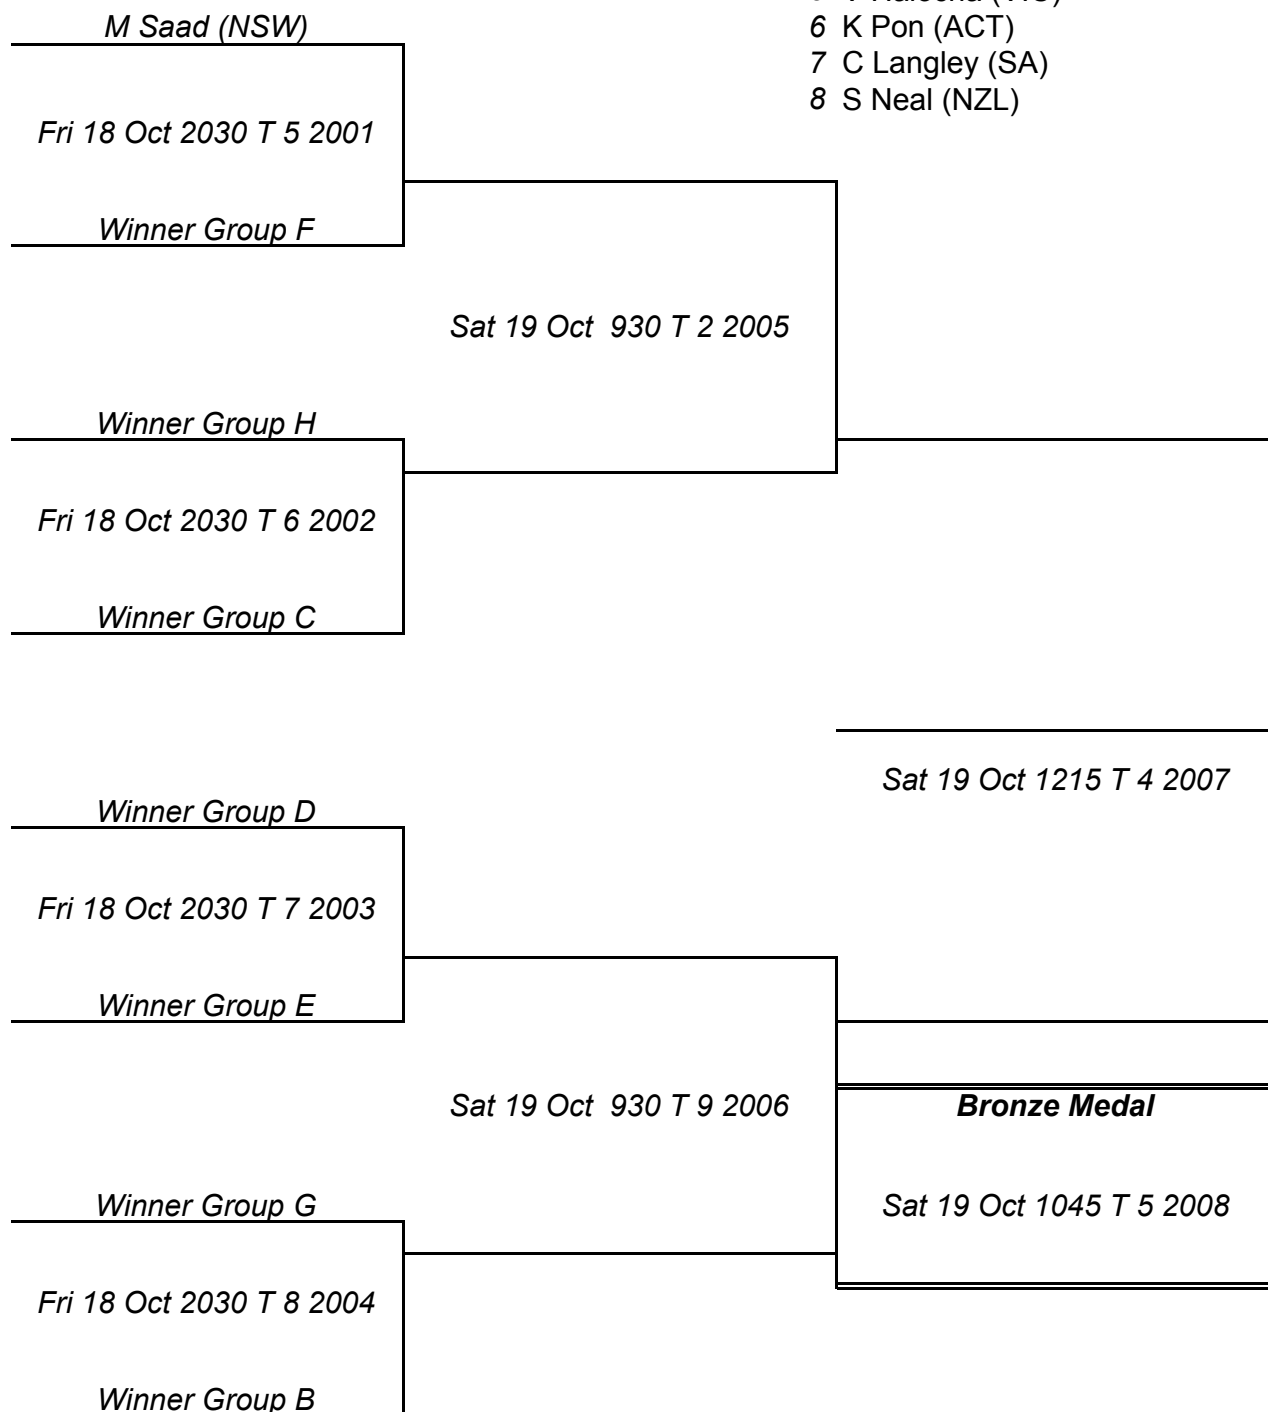 M Saad (NSW)
6 K Pon (ACT)
7 C Langley (SA)
8 S Neal (NZL)
Fri 18 Oct 2030 T 5 2001
Winner Group F
Sat 19 Oct 930 T 2 2005
Winner Group H
Fri 18 Oct 2030 T 6 2002
Winner Group C
Sat 19 Oct 1215 T 4 2007
Winner Group D
Fri 18 Oct 2030 T 7 2003
Winner Group E
Sat 19 Oct 930 T 9 2006
Bronze Medal
Winner Group G
Sat 19 Oct 1045 T 5 2008
Fri 18 Oct 2030 T 8 2004
Winner Group B